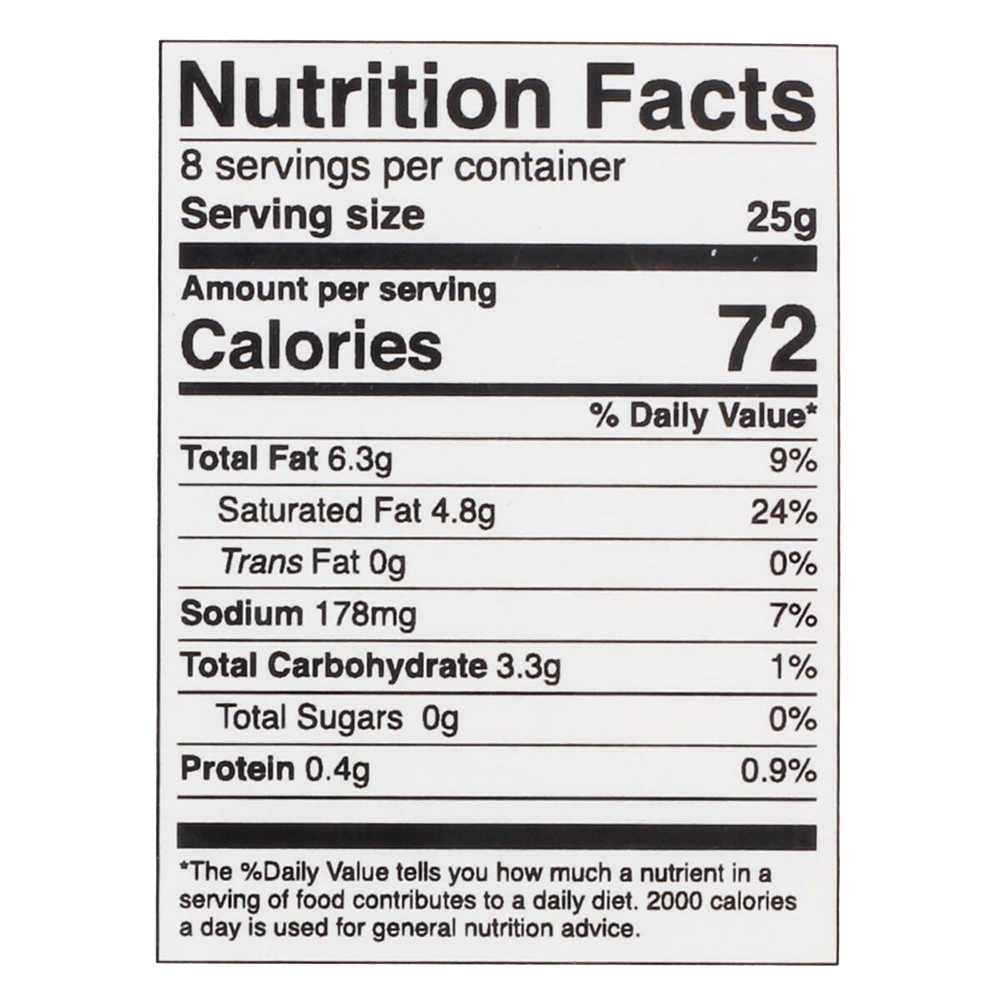 Nutrition Facts
8 servings per container
Serving size 25g
Amount per serving
Calories 72
% Daily Value*
Total Fat 6.3g 9%
Saturated Fat 4.8g 24%
Trans Fat 0g 0%
Sodium 178mg 7%
Total Carbohydrate 3.3g 1%
Total Sugars 0g 0%
Protein 0.4g 0.9%
*The %Daily Value tells you how much a nutrient in a
serving of food contributes to a daily diet. 2000 calories
a day is used for general nutrition advice.